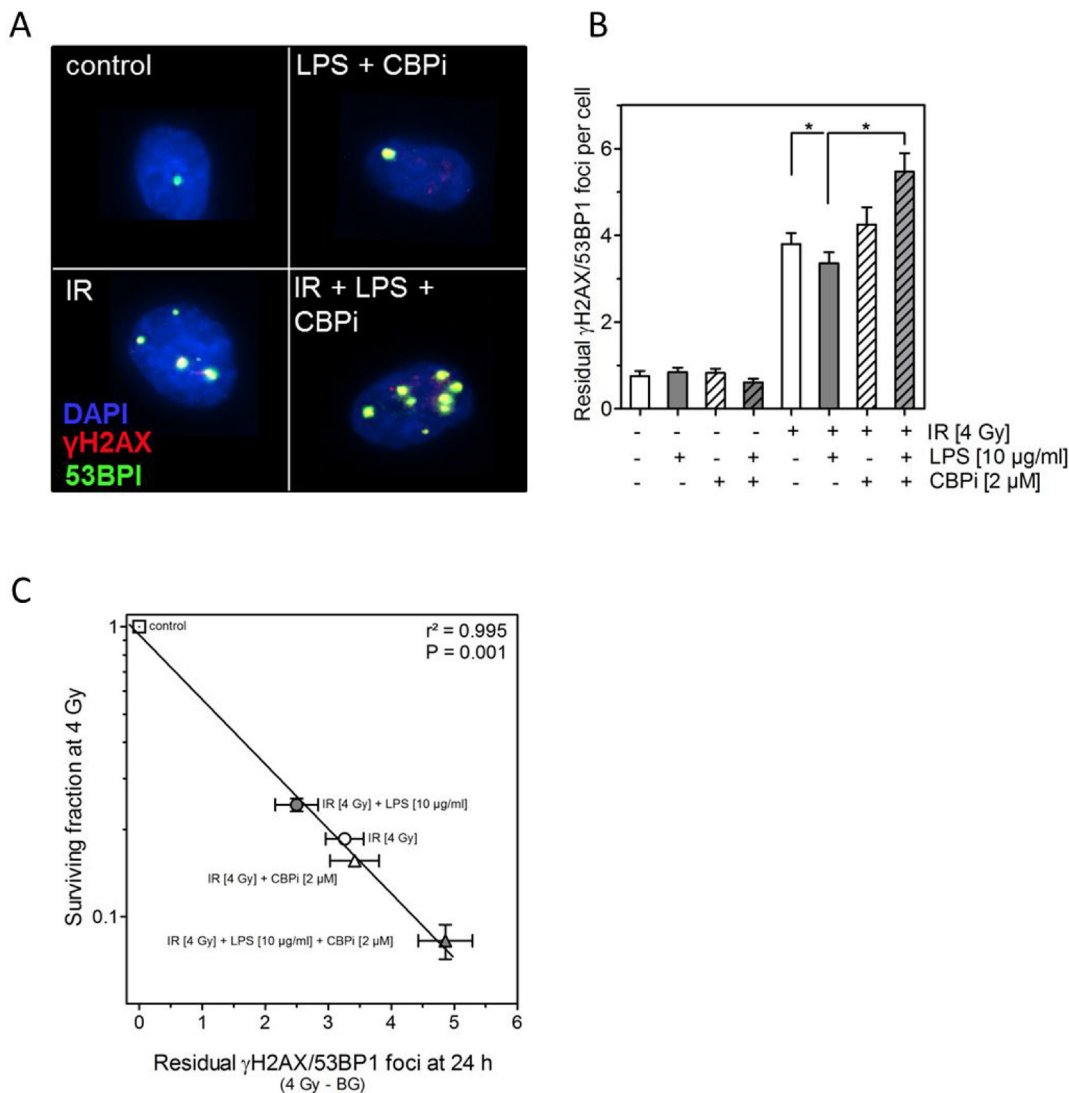 A
control
LPS + CBPi
IR
IR + LPS +
CBPi
DAPI
γH2AX
53BPI
B
Residual γH2AX/53BP1 foci per cell
6
4
2
0
* *
- - - - + + + + IR [4 Gy]
- + - + - + - + LPS [10 µg/ml]
- - + + - - + + CBPi [2 µM]
C
Surviving fraction at 4 Gy
1
0.1
control
r² = 0.995
P = 0.001
IR [4 Gy] + LPS [10 µg/ml]
IR [4 Gy]
IR [4 Gy] + CBPi [2 µM]
IR [4 Gy] + LPS [10 µg/ml] + CBPi [2 µM]
0 1 2 3 4 5 6
Residual γH2AX/53BP1 foci at 24 h
(4 Gy - BG)